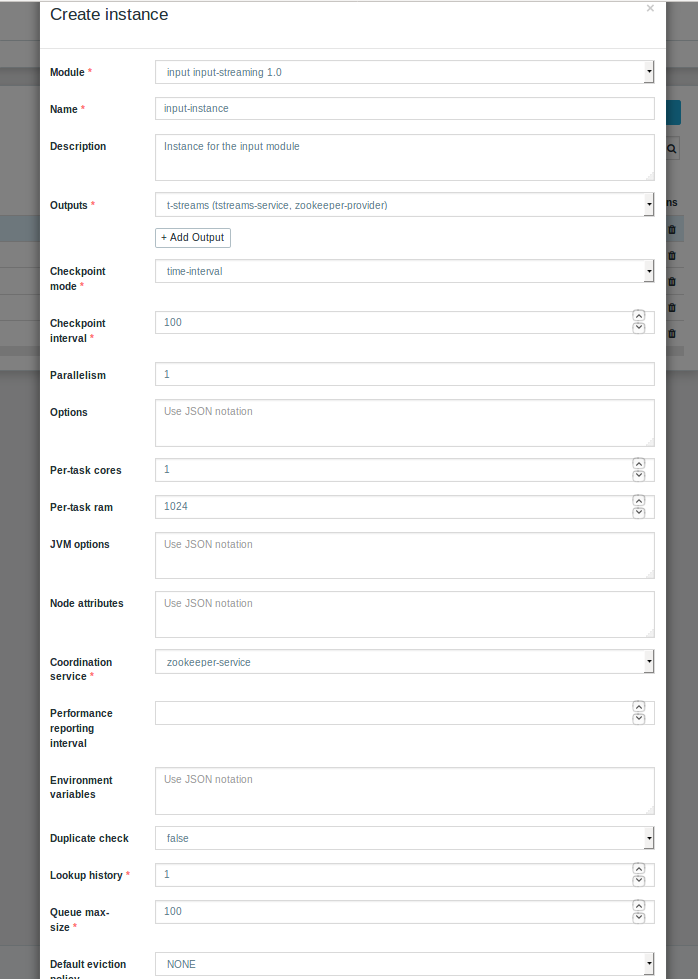 Create instance ×
Module * input input-streaming 1.0
Name * input-instance
Description Instance for the input module
Outputs * t-streams (tstreams-service, zookeeper-provider)
+ Add Output
ns
Checkpoint
mode * time-interval
Checkpoint
interval * 100
Parallelism 1
Options Use JSON notation
Per-task cores 1
Per-task ram 1024
JVM options Use JSON notation
Node attributes Use JSON notation
Coordination
service * zookeeper-service
Performance
reporting
interval
Environment
variables Use JSON notation
Duplicate check false
Lookup history * 1
Queue max-
size * 100
Default eviction NONE
policy